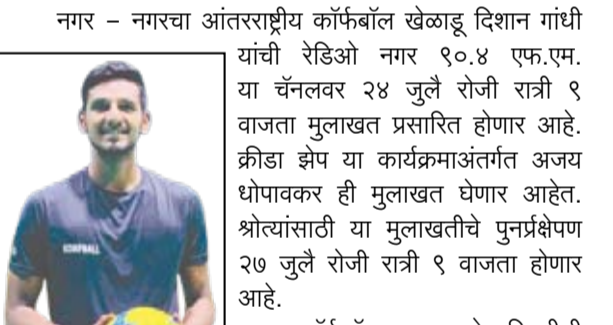 नगर – नगरचा आंतरराष्ट्रीय कॉर्फबॉल खेळाडू दिशान गांधी
यांची रेडिओ नगर ९०.४ एफ.एम.
या चॅनलवर २४ जुलै रोजी रात्री ९
वाजता मुलाखत प्रसारित होणार आहे.
क्रीडा झेप या कार्यक्रमाअंतर्गत अजय
धोपावकर ही मुलाखत घेणार आहेत.
श्रोत्यांसाठी या मुलाखतीचे पुनर्प्रक्षेपण
२७ जुलै रोजी रात्री ९ वाजता होणार
आहे.
KORFBALL